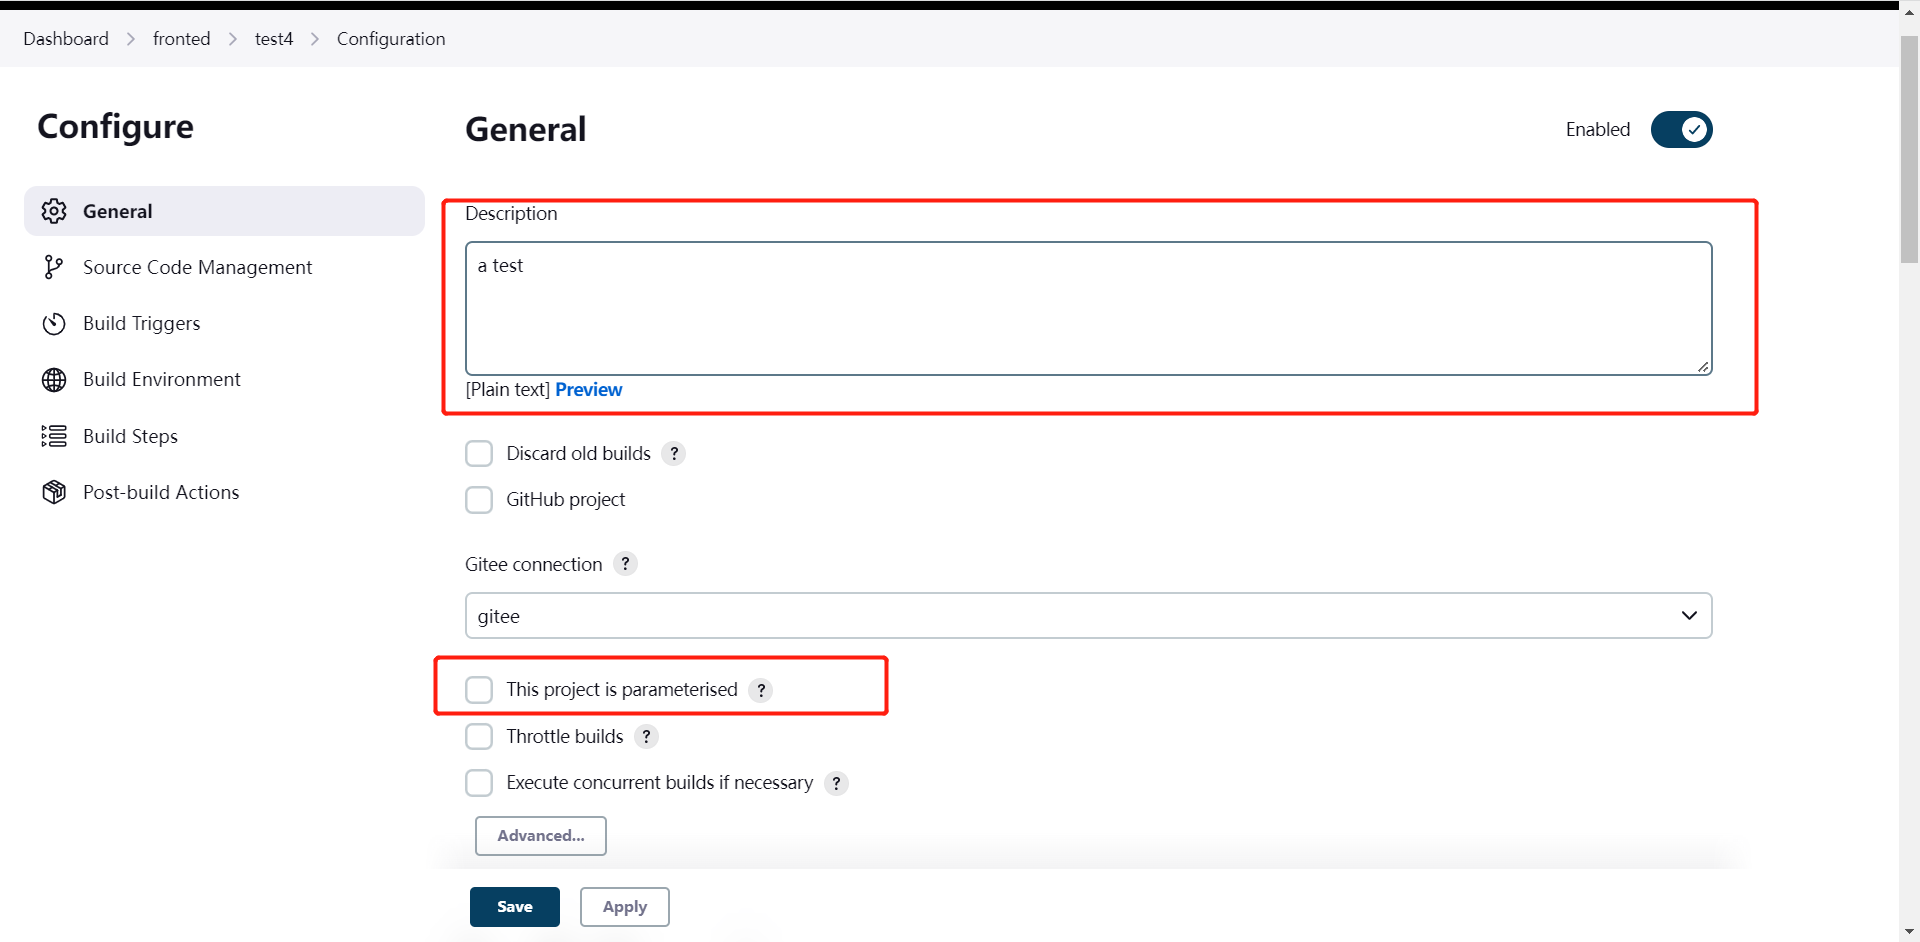 Dashboard > fronted > test4 > Configuration
Configure
General
Source Code Management
Build Triggers
Build Environment
Build Steps
Post-build Actions
General
Enabled
Description
a test
[Plain text] Preview
Discard old builds ?
GitHub project
Gitee connection ?
gitee
This project is parameterised ?
Throttle builds ?
Execute concurrent builds if necessary ?
Advanced...
Save Apply